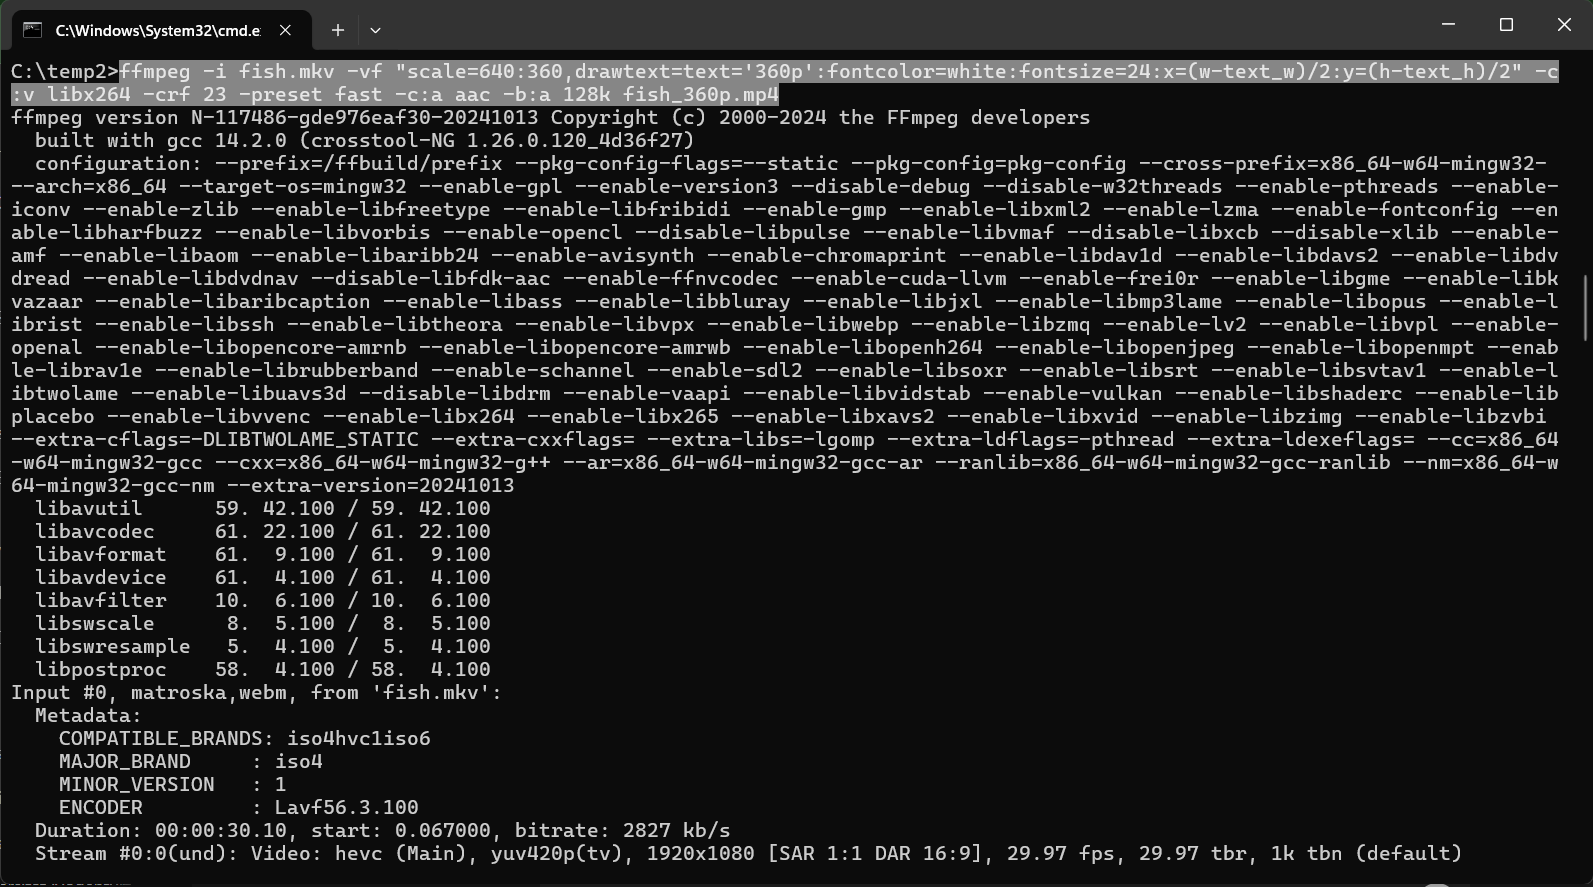 C:\Windows\System32\cmd.e
C:\temp2>ffmpeg -i fish.mkv -vf "scale=640:360,drawtext=text='360p':fontcolor=white:fontsize=24:x=(w-text_w)/2:y=(h-text_h)/2" -c
:v libx264 -crf 23 -preset fast -c:a aac -b:a 128k fish_360p.mp4
ffmpeg version N-117486-gde976eaf30-20241013 Copyright (c) 2000-2024 the FFmpeg developers
  built with gcc 14.2.0 (crosstool-NG 1.26.0.120_4d36f27)
  configuration: --prefix=/ffbuild/prefix --pkg-config-flags=--static --pkg-config=pkg-config --cross-prefix=x86_64-w64-mingw32-
--arch=x86_64 --target-os=mingw32 --enable-gpl --enable-version3 --disable-debug --disable-w32threads --enable-pthreads --enable-
iconv --enable-zlib --enable-libfreetype --enable-libfribidi --enable-gmp --enable-libxml2 --enable-lzma --enable-fontconfig --en
able-libharfbuzz --enable-libvorbis --enable-opencl --disable-libpulse --enable-libvmaf --disable-libxcb --disable-xlib --enable-
amf --enable-libaom --enable-libaribb24 --enable-avisynth --enable-chromaprint --enable-libdav1d --enable-libdavs2 --enable-libdv
dread --enable-libdvdnav --disable-libfdk-aac --enable-ffnvcodec --enable-cuda-llvm --enable-frei0r --enable-libgme --enable-libk
vazaar --enable-libaribcaption --enable-libass --enable-libbluray --enable-libjxl --enable-libmp3lame --enable-libopus --enable-l
ibrist --enable-libssh --enable-libtheora --enable-libvpx --enable-libwebp --enable-libzmq --enable-lv2 --enable-libvpl --enable-
openal --enable-libopencore-amrnb --enable-libopencore-amrwb --enable-libopenh264 --enable-libopenjpeg --enable-libopenmpt --enab
le-librav1e --enable-librubberband --enable-schannel --enable-sdl2 --enable-libsoxr --enable-libsrt --enable-libsvtav1 --enable-l
ibtwolame --enable-libuavs3d --disable-libdrm --enable-vaapi --enable-libvidstab --enable-vulkan --enable-libshaderc --enable-lib
placebo --enable-libvvenc --enable-libx264 --enable-libx265 --enable-libxavs2 --enable-libxvid --enable-libzimg --enable-libzvbi
--extra-cflags=-DLIBTWOLAME_STATIC --extra-cxxflags= --extra-libs=-lgomp --extra-ldflags=-pthread --extra-ldexeflags= --cc=x86_64
-w64-mingw32-gcc --cxx=x86_64-w64-mingw32-g++ --ar=x86_64-w64-mingw32-gcc-ar --ranlib=x86_64-w64-mingw32-gcc-ranlib --nm=x86_64-w
64-mingw32-gcc-nm --extra-version=20241013
  libavutil      59. 42.100 / 59. 42.100
  libavcodec     61. 22.100 / 61. 22.100
  libavformat    61.  9.100 / 61.  9.100
  libavdevice    61.  4.100 / 61.  4.100
  libavfilter    10.  6.100 / 10.  6.100
  libswscale      8.  5.100 /  8.  5.100
  libswresample   5.  4.100 /  5.  4.100
  libpostproc    58.  4.100 / 58.  4.100
Input #0, matroska,webm, from 'fish.mkv':
  Metadata:
    COMPATIBLE_BRANDS: iso4hvc1iso6
    MAJOR_BRAND     : iso4
    MINOR_VERSION   : 1
    ENCODER         : Lavf56.3.100
  Duration: 00:00:30.10, start: 0.067000, bitrate: 2827 kb/s
  Stream #0:0(und): Video: hevc (Main), yuv420p(tv), 1920x1080 [SAR 1:1 DAR 16:9], 29.97 fps, 29.97 tbr, 1k tbn (default)